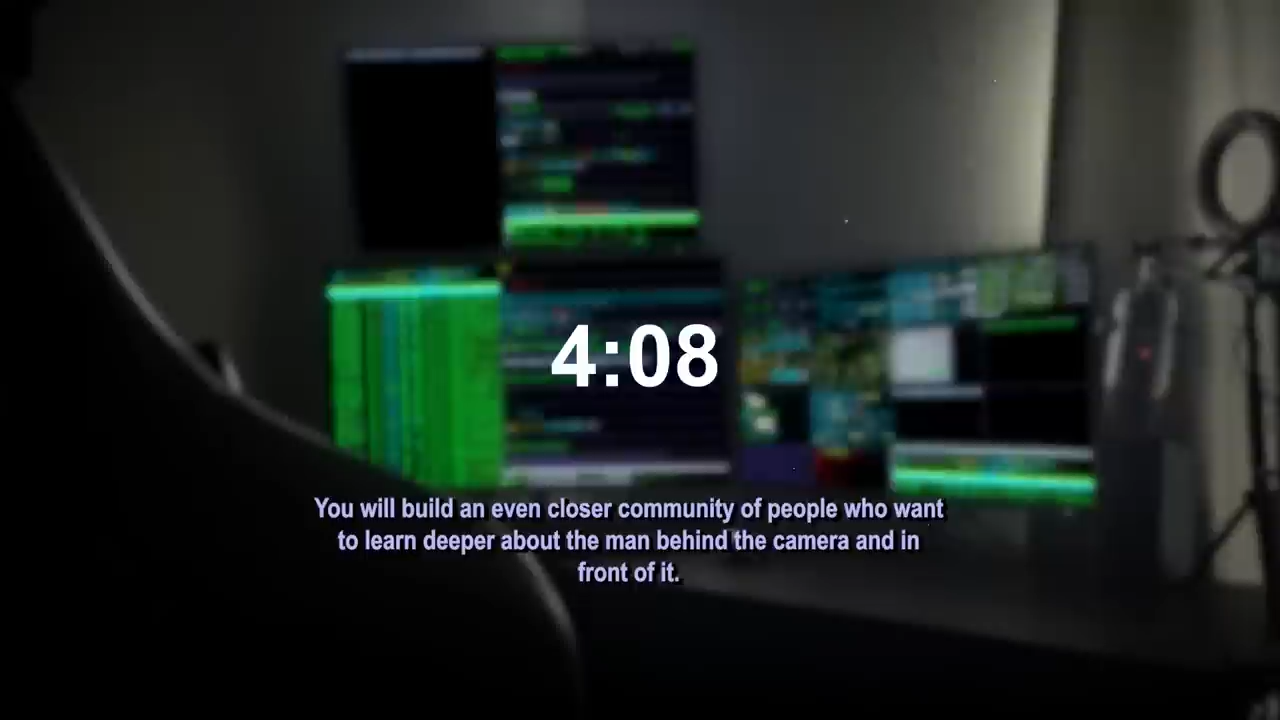 4:08
You will build an even closer community of people who want
to learn deeper about the man behind the camera and in
front of it.